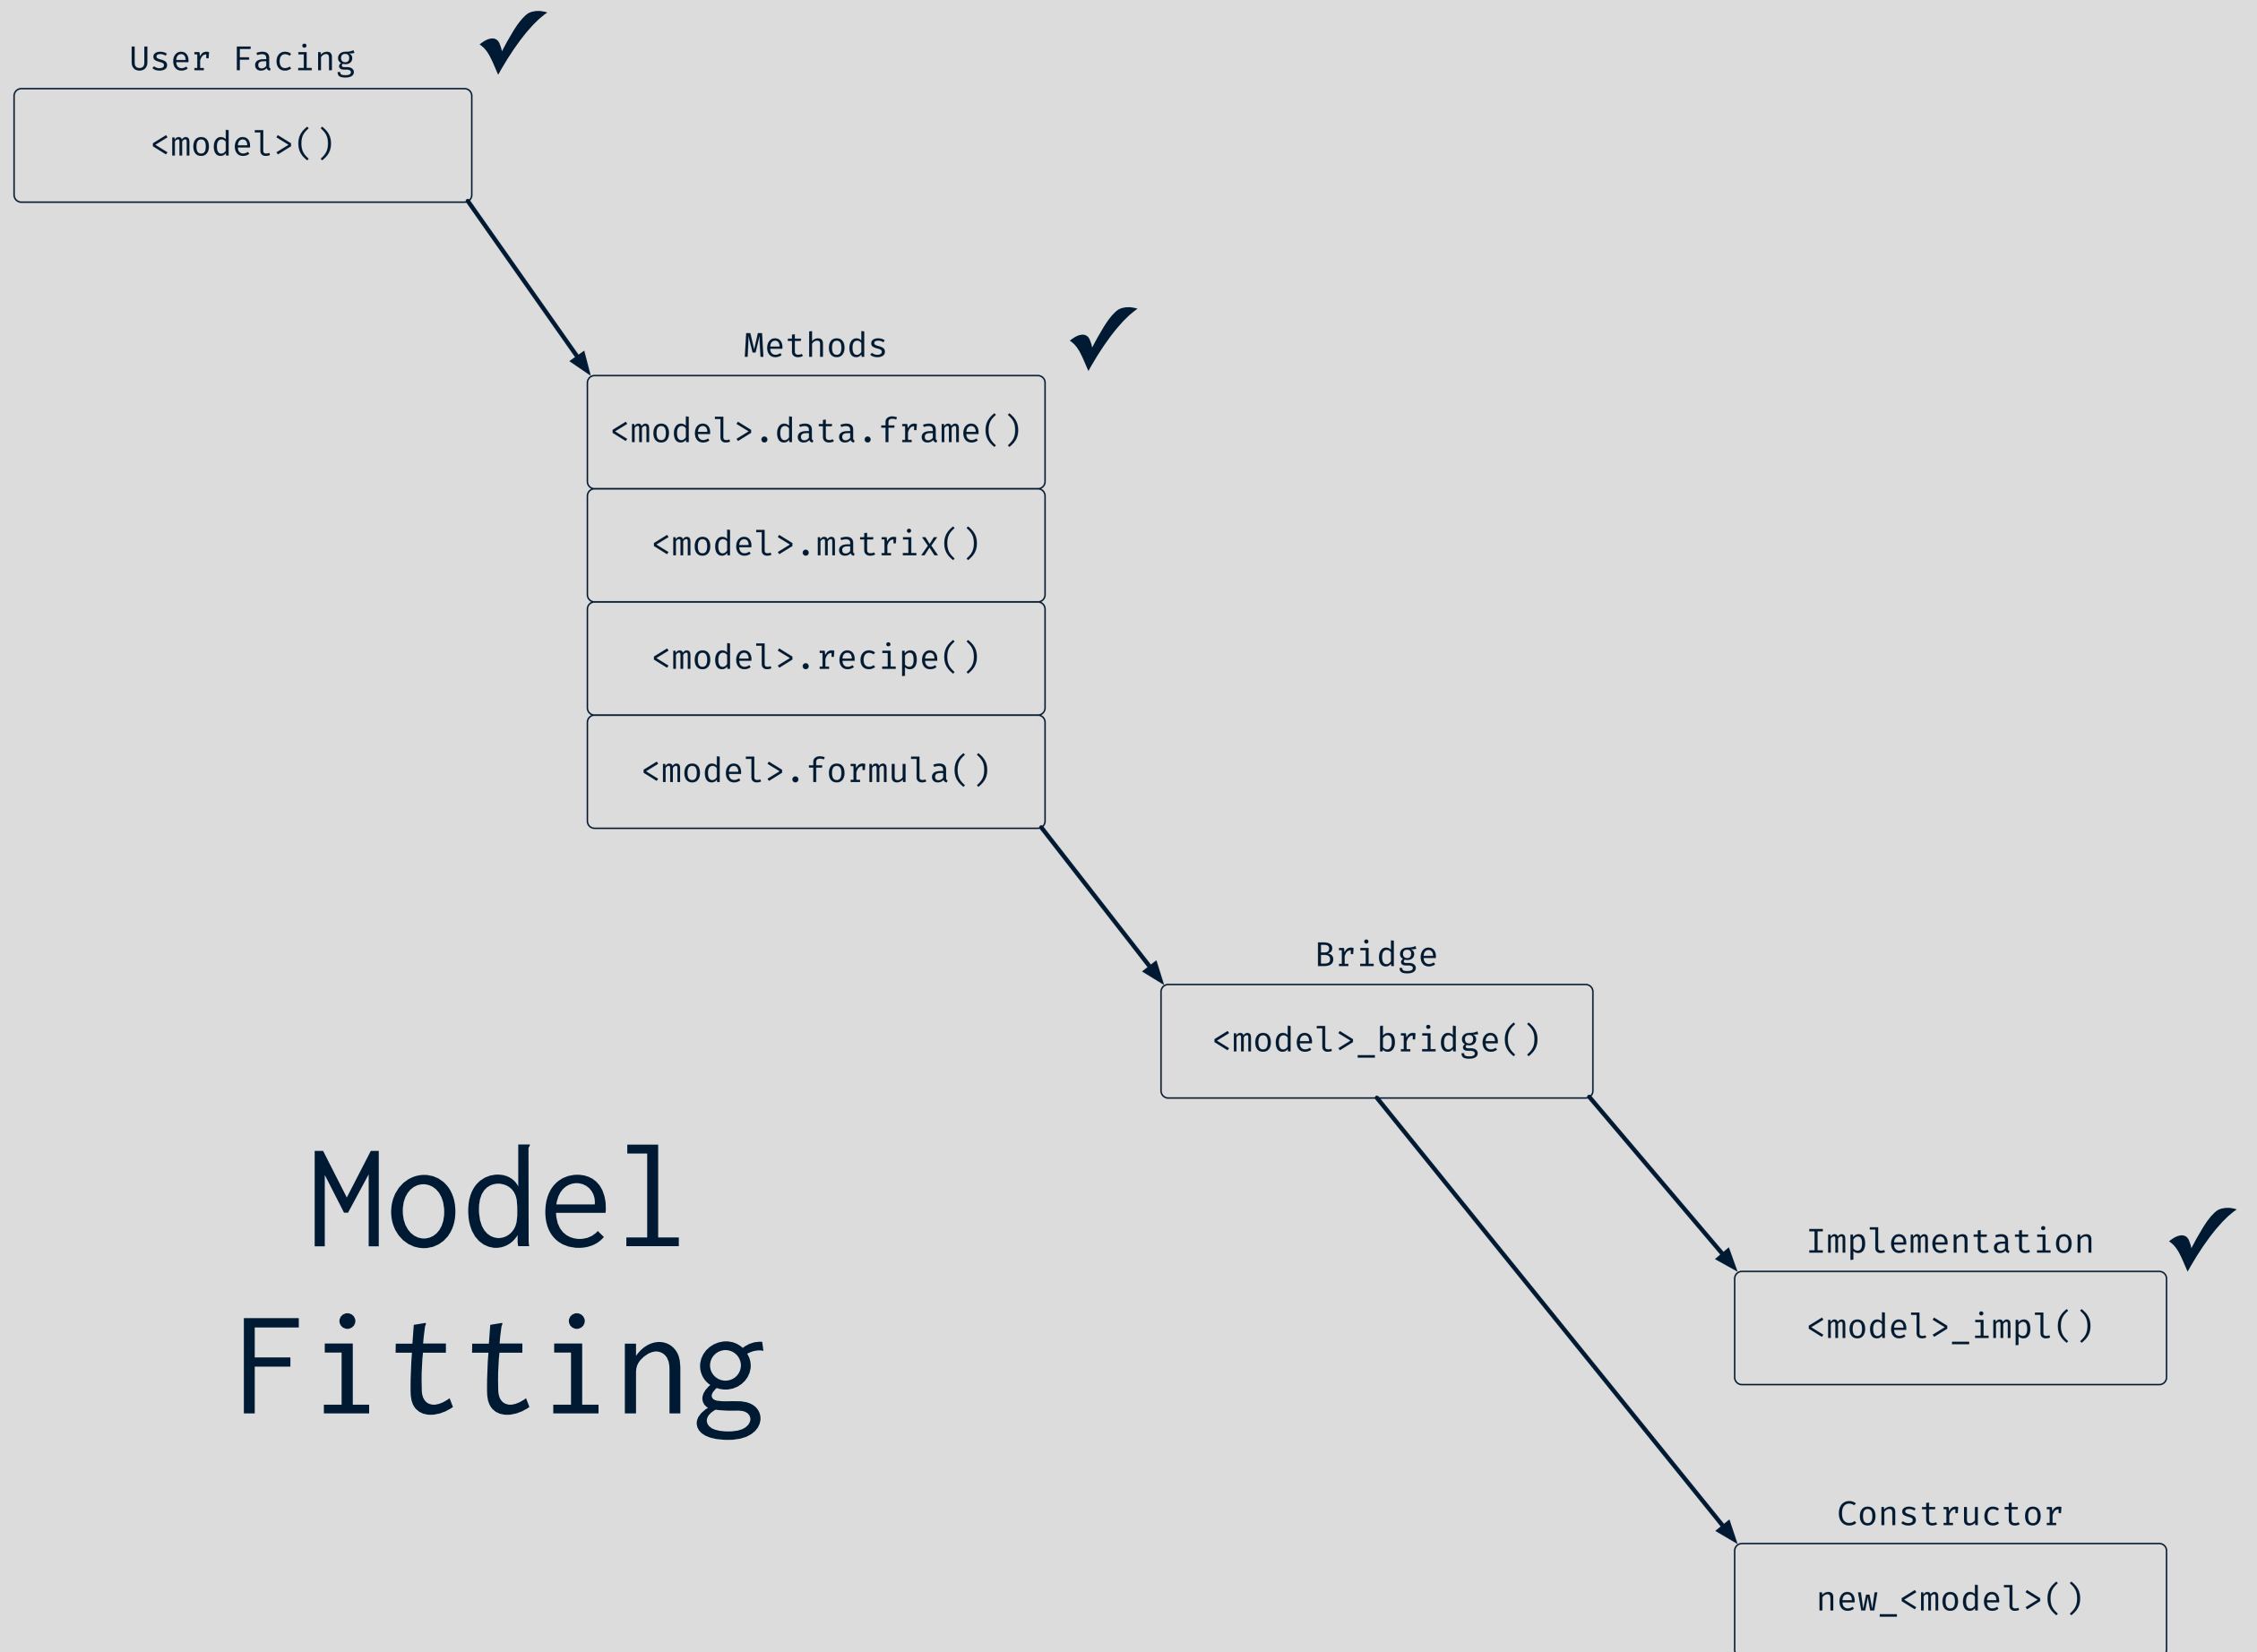 User Facing
<model>()
Methods
<model>.data.frame()
<model>.matrix()
<model>.recipe()
<model>.formula()
Bridge
<model>_bridge()
Model
Fitting
Implementation
<model>_impl()
Constructor
new_<model>()